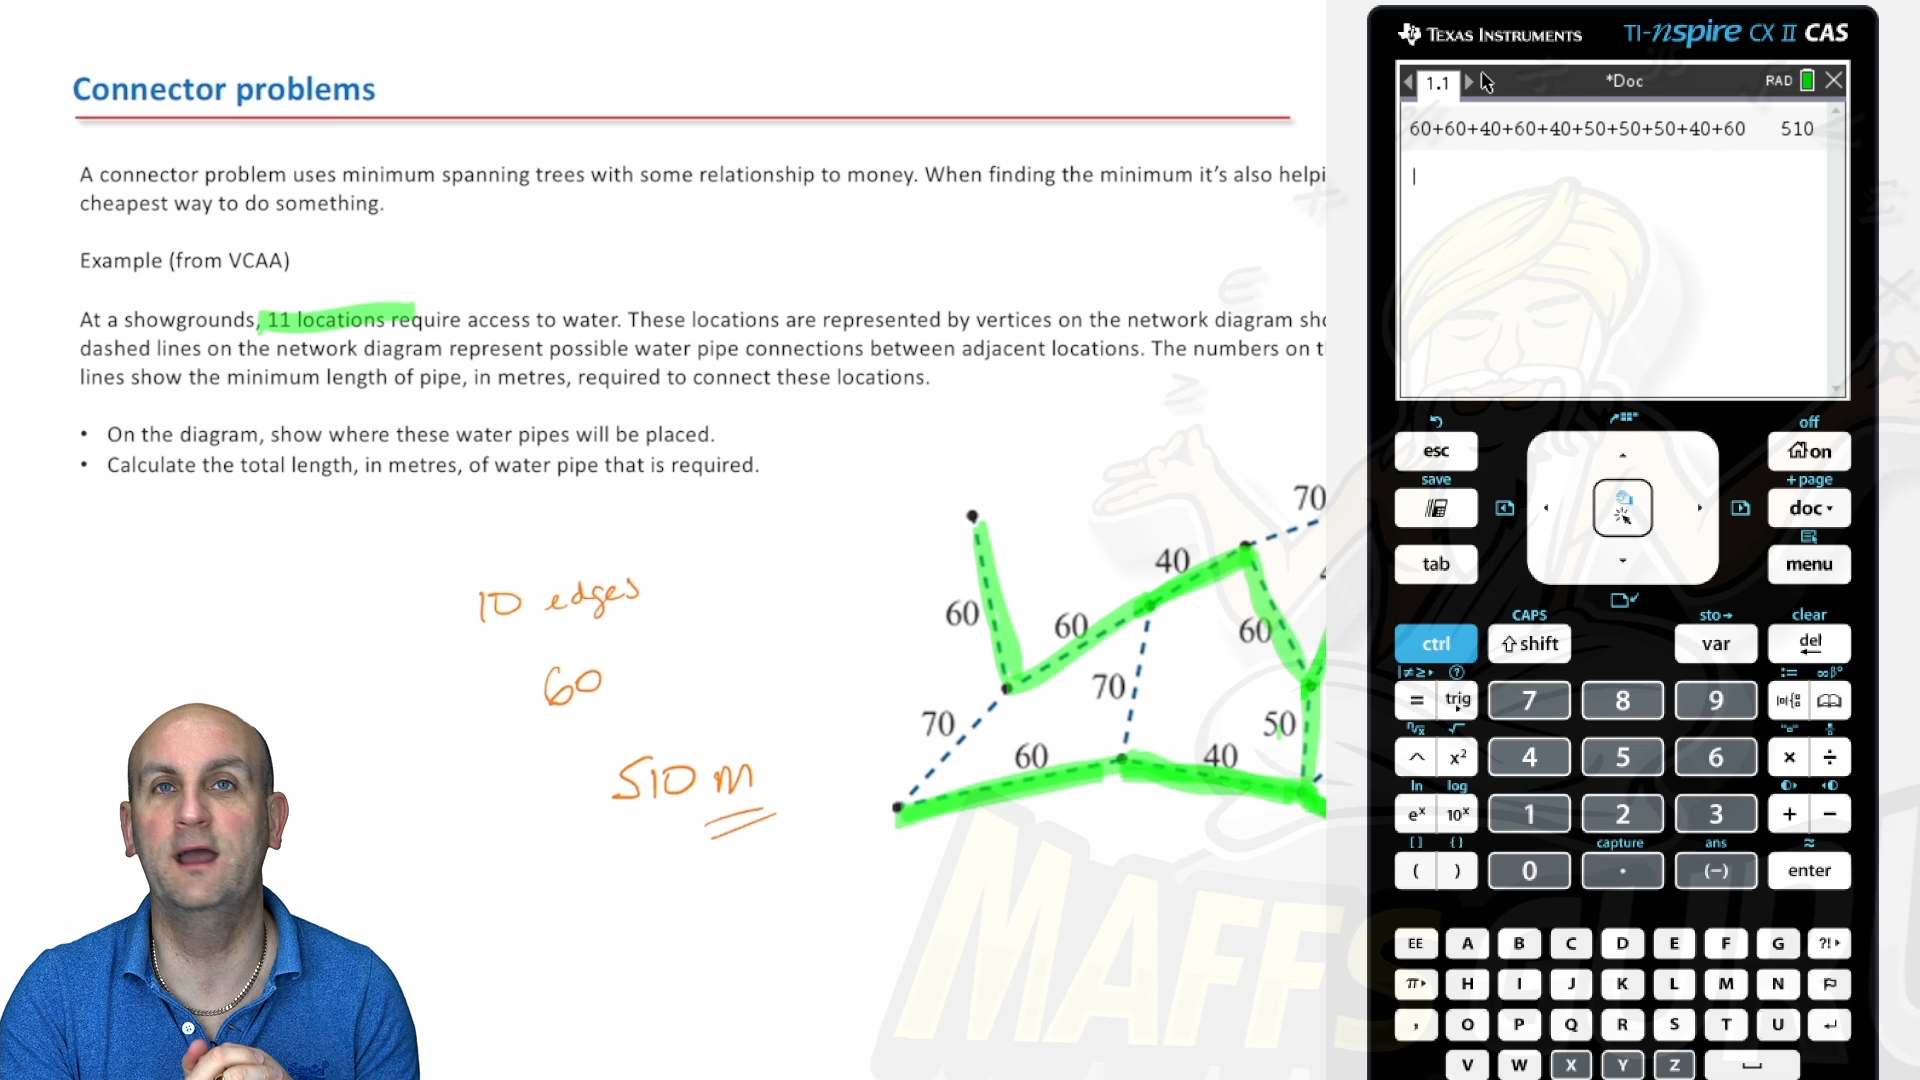 Connector problems
A connector problem uses minimum spanning trees with some relationship to money. When finding the minimum it's also helpi
cheapest way to do something.
Example (from VCAA)
At a showgrounds, 11 locations require access to water. These locations are represented by vertices on the network diagram sh
dashed lines on the network diagram represent possible water pipe connections between adjacent locations. The numbers on t
lines show the minimum length of pipe, in metres, required to connect these locations.
• On the diagram, show where these water pipes will be placed.
• Calculate the total length, in metres, of water pipe that is required.
10 edges
60
510 m
70
40
60
60
60
70
50
70
60
40
MAFFS
TEXAS INSTRUMENTS TI-nspire CX II CAS
1.1 *Doc RAD
60+60+40+60+40+50+50+50+40+60 510
off
esc on
save +page
doc
tab menu
CAPS sto→ clear
ctrl shift var del
= trig 7 8 9
^ x² 4 5 6 × ÷
ln log
eˣ 10ˣ 1 2 3 + −
[ ] { } capture ans ≈
( ) 0 . (−) enter
EE A B C D E F G ?!
π H I J K L M N
, O P Q R S T U
V W X Y Z